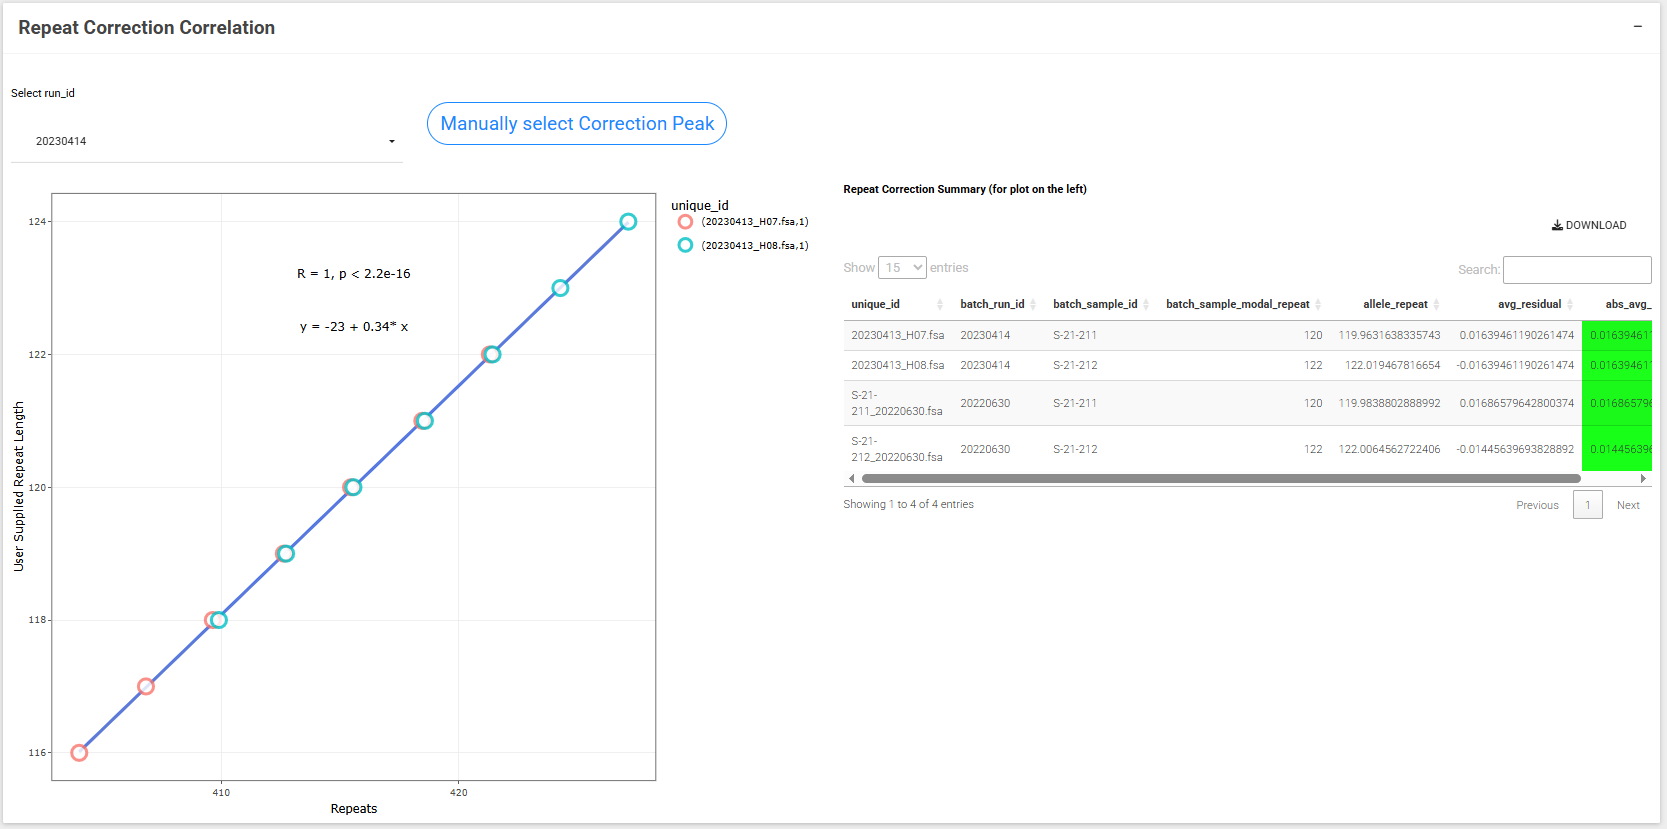 Repeat Correction Correlation
−
Select run_id
20230414
Manually select Correction Peak
Repeat Correction Summary (for plot on the left)
DOWNLOAD
Show 15 entries
Search:
unique_id batch_run_id batch_sample_id batch_sample_modal_repeat allele_repeat avg_residual abs_avg_
20230413_H07.fsa 20230414 S-21-211 120 119.9631638335743 0.01639461190261474 0.01639461
20230413_H08.fsa 20230414 S-21-212 122 122.019467816654 -0.01639461190261474 0.01639461
S-21-
211_20220630.fsa 20220630 S-21-211 120 119.9838802888992 0.01686579642800374 0.01686579
S-21-
212_20220630.fsa 20220630 S-21-212 122 122.0064562722406 -0.01445639693828892 0.01445639
Showing 1 to 4 of 4 entries
Previous 1 Next
unique_id
(20230413_H07.fsa,1)
(20230413_H08.fsa,1)
R = 1, p < 2.2e-16
y = -23 + 0.34* x
124
122
120
118
116
User Supplied Repeat Length
410 420
Repeats